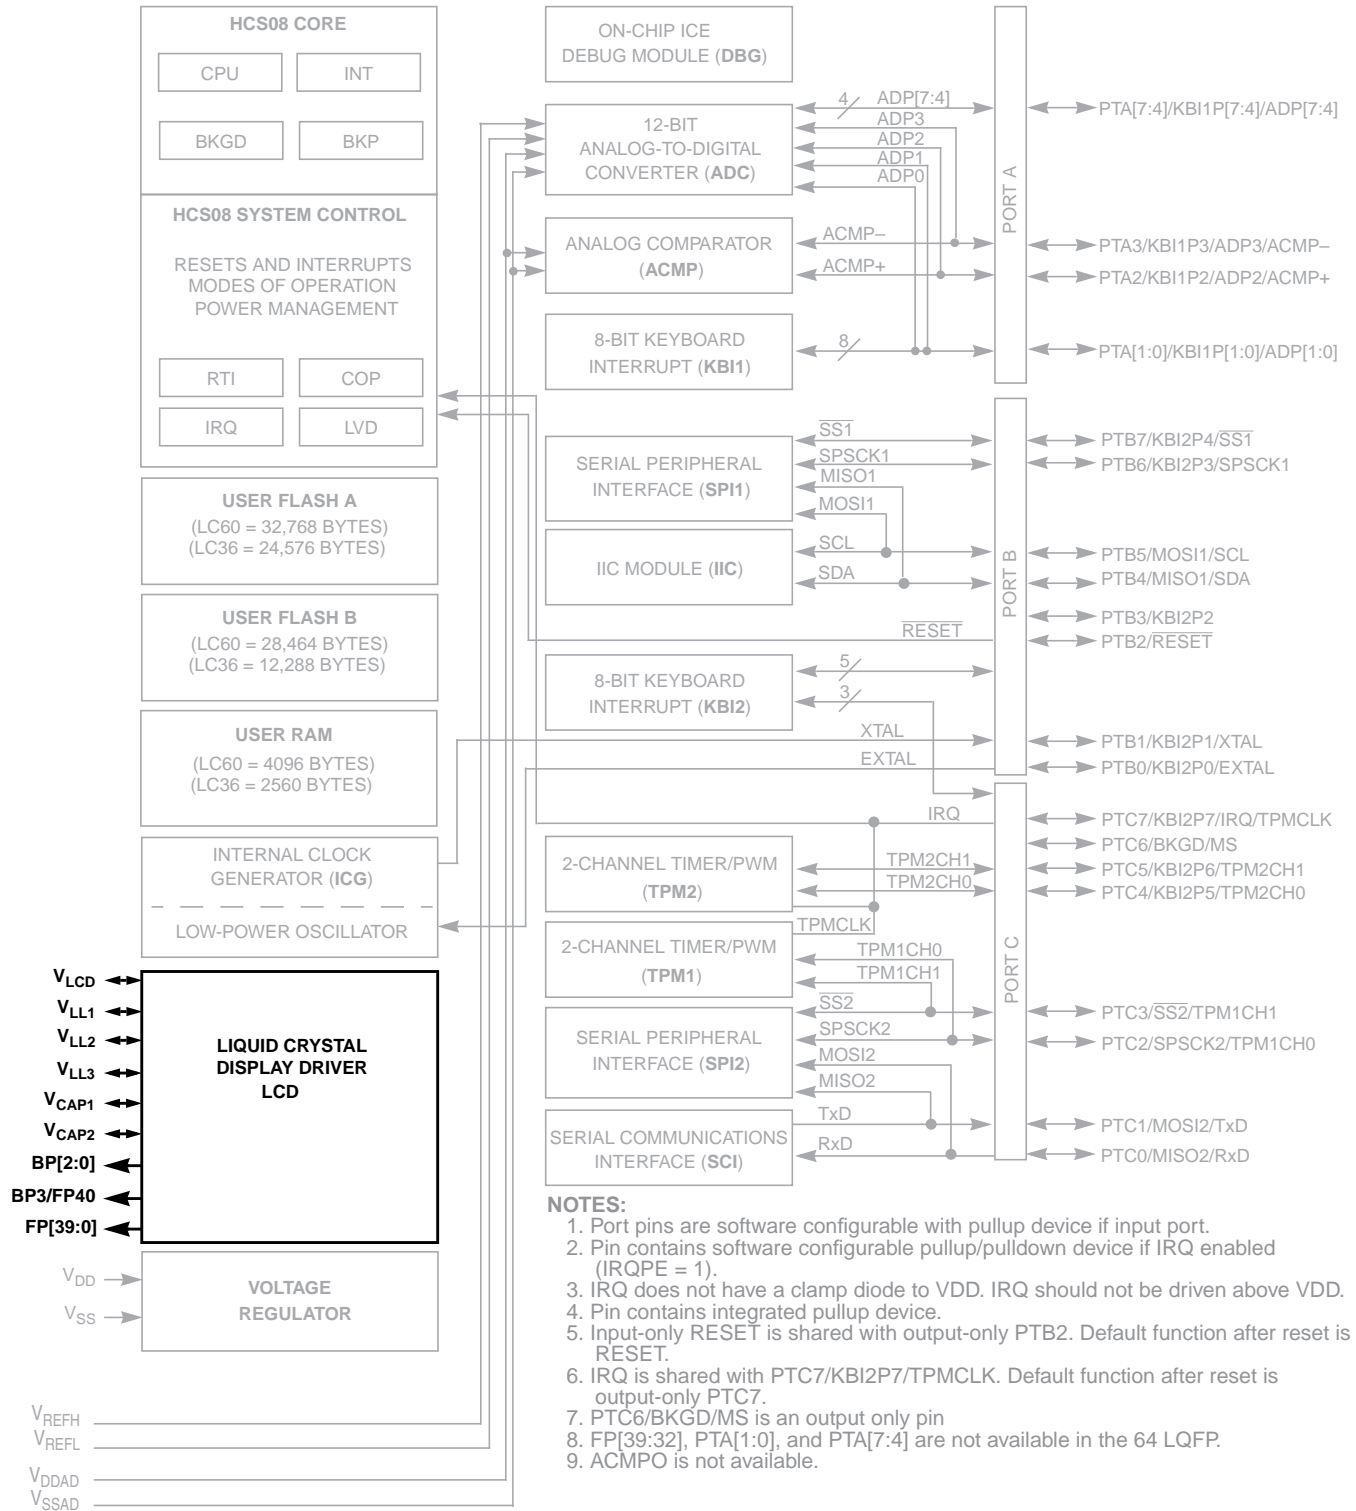 HCS08 CORE
CPU
INT
BKGD
BKP
HCS08 SYSTEM CONTROL
RESETS AND INTERRUPTS
MODES OF OPERATION
POWER MANAGEMENT
RTI
COP
IRQ
LVD
USER FLASH A
(LC60 = 32,768 BYTES)
(LC36 = 24,576 BYTES)
USER FLASH B
(LC60 = 28,464 BYTES)
(LC36 = 12,288 BYTES)
USER RAM
(LC60 = 4096 BYTES)
(LC36 = 2560 BYTES)
INTERNAL CLOCK
GENERATOR (ICG)
LOW-POWER OSCILLATOR
VLCD
VLL1
VLL2
VLL3
VCAP1
VCAP2
BP[2:0]
BP3/FP40
FP[39:0]
LIQUID CRYSTAL
DISPLAY DRIVER
LCD
VDD
VSS
VOLTAGE
REGULATOR
VREFH
VREFL
VDDAD
VSSAD
ON-CHIP ICE
DEBUG MODULE (DBG)
12-BIT
ANALOG-TO-DIGITAL
CONVERTER (ADC)
4
ADP[7:4]
ADP3
ADP2
ADP1
ADP0
ANALOG COMPARATOR
(ACMP)
ACMP–
ACMP+
8-BIT KEYBOARD
INTERRUPT (KBI1)
8
SERIAL PERIPHERAL
INTERFACE (SPI1)
SS1
SPSCK1
MISO1
MOSI1
IIC MODULE (IIC)
SCL
SDA
RESET
8-BIT KEYBOARD
INTERRUPT (KBI2)
5
3
XTAL
EXTAL
IRQ
2-CHANNEL TIMER/PWM
(TPM2)
TPM2CH1
TPM2CH0
TPMCLK
2-CHANNEL TIMER/PWM
(TPM1)
TPM1CH0
TPM1CH1
SERIAL PERIPHERAL
INTERFACE (SPI2)
SS2
SPSCK2
MOSI2
MISO2
SERIAL COMMUNICATIONS
INTERFACE (SCI)
TxD
RxD
PORT A
PTA[7:4]/KBI1P[7:4]/ADP[7:4]
PTA3/KBI1P3/ADP3/ACMP–
PTA2/KBI1P2/ADP2/ACMP+
PTA[1:0]/KBI1P[1:0]/ADP[1:0]
PORT B
PTB7/KBI2P4/SS1
PTB6/KBI2P3/SPSCK1
PTB5/MOSI1/SCL
PTB4/MISO1/SDA
PTB3/KBI2P2
PTB2/RESET
PTB1/KBI2P1/XTAL
PTB0/KBI2P0/EXTAL
PORT C
PTC7/KBI2P7/IRQ/TPMCLK
PTC6/BKGD/MS
PTC5/KBI2P6/TPM2CH1
PTC4/KBI2P5/TPM2CH0
PTC3/SS2/TPM1CH1
PTC2/SPSCK2/TPM1CH0
PTC1/MOSI2/TxD
PTC0/MISO2/RxD
NOTES:
1. Port pins are software configurable with pullup device if input port.
2. Pin contains software configurable pullup/pulldown device if IRQ enabled
(IRQPE = 1).
3. IRQ does not have a clamp diode to VDD. IRQ should not be driven above VDD.
4. Pin contains integrated pullup device.
5. Input-only RESET is shared with output-only PTB2. Default function after reset is
RESET.
6. IRQ is shared with PTC7/KBI2P7/TPMCLK. Default function after reset is
output-only PTC7.
7. PTC6/BKGD/MS is an output only pin
8. FP[39:32], PTA[1:0], and PTA[7:4] are not available in the 64 LQFP.
9. ACMPO is not available.